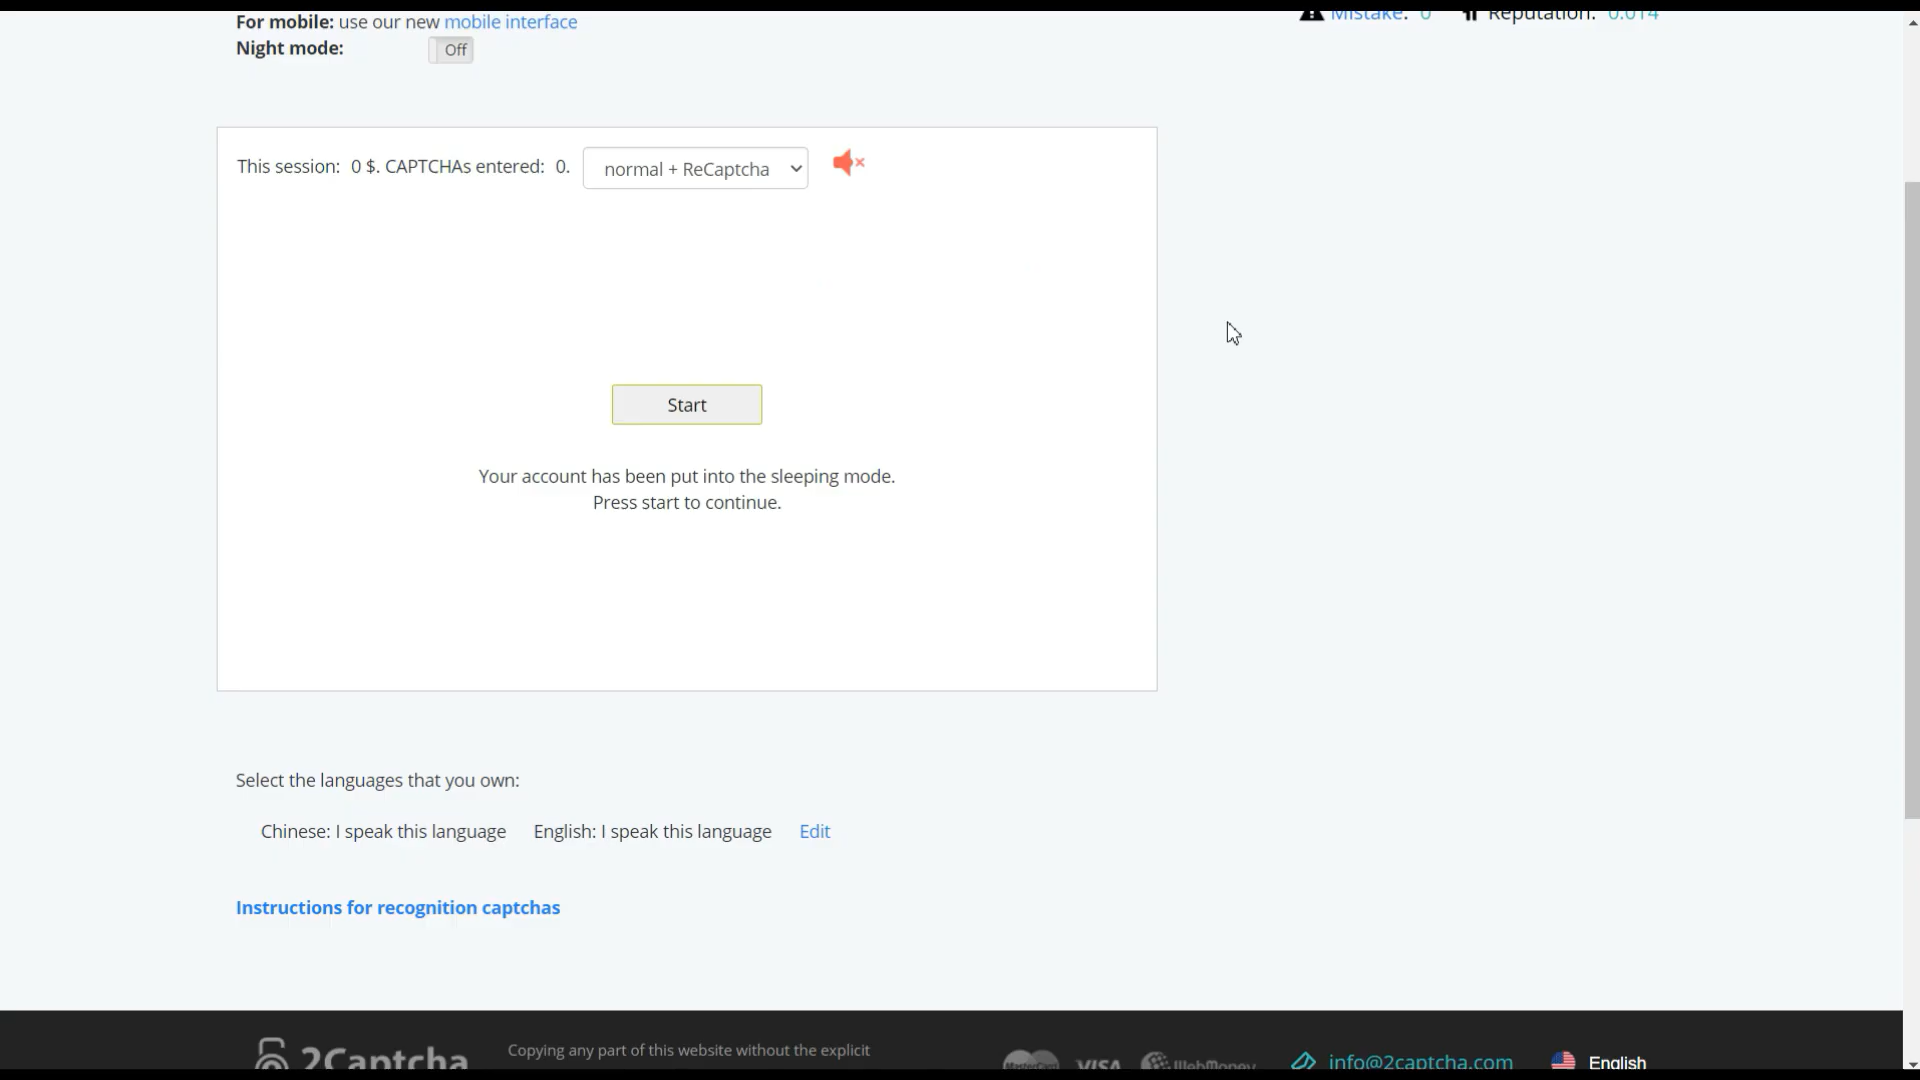 For mobile: use our new mobile interface
Mistake: 0 Reputation: 0.014
Night mode: Off
This session: 0 $. CAPTCHAs entered: 0. normal + ReCaptcha
Start
Your account has been put into the sleeping mode.
Press start to continue.
Select the languages that you own:
Chinese: I speak this language English: I speak this language Edit
Instructions for recognition captchas
2Captcha
Copying any part of this website without the explicit
MasterCard VISA WebMoney
info@2captcha.com
English